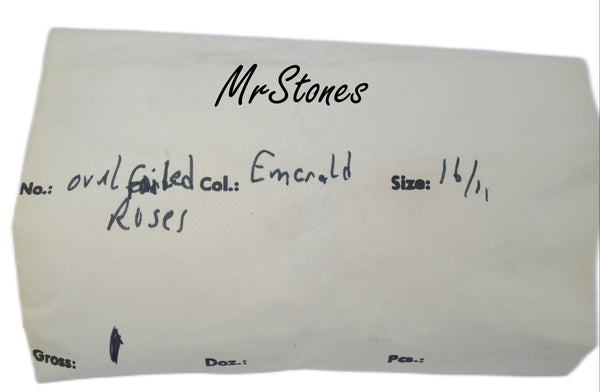 MrStones
No.: oval foiled Col.: Emerald Size: 16/11
Roses
Gross: Doz.: Pcs.: